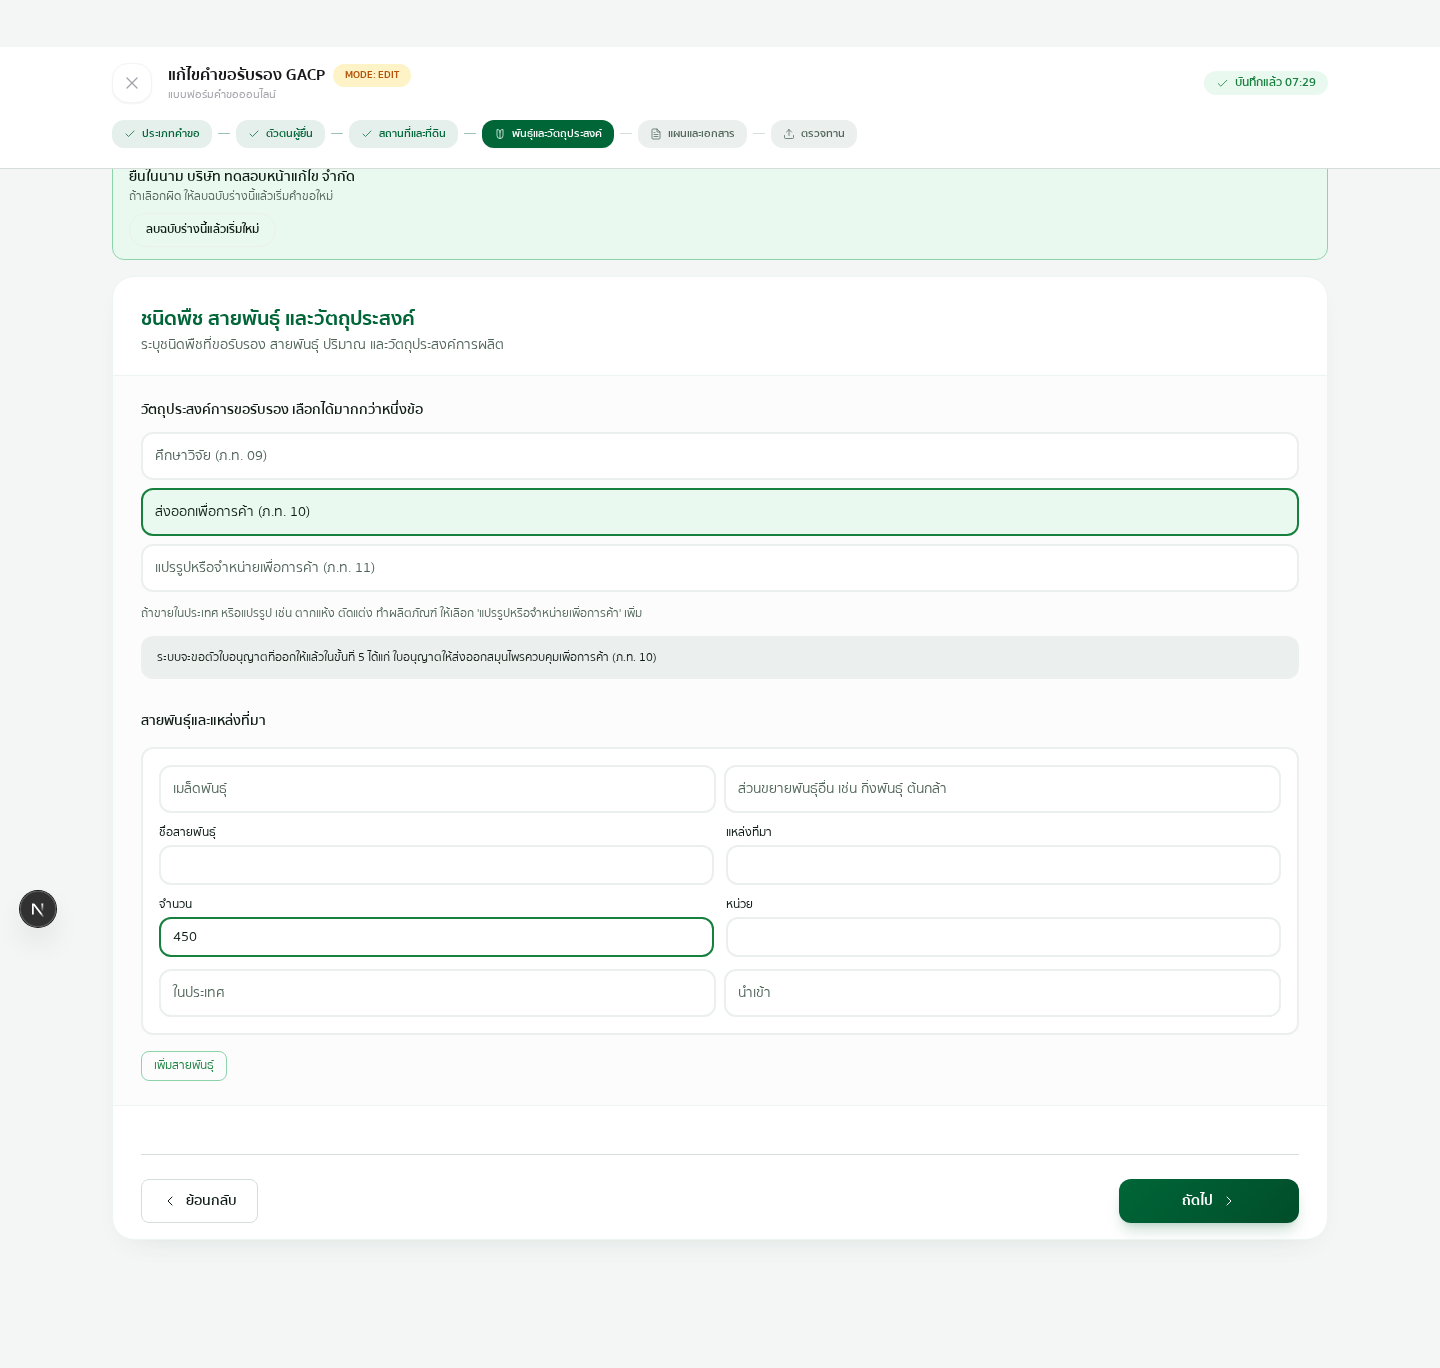 แก้ไขคำขอรับรอง GACP
MODE: EDIT
แบบฟอร์มคำขอออนไลน์
บันทึกแล้ว 07:29
ประเภทคำขอ
ตัวตนผู้ยื่น
สถานที่และที่ดิน
พันธุ์และวัตถุประสงค์
แผนและเอกสาร
ตรวจทาน
ยื่นในนาม บริษัท ทดสอบหน้าแก้ไข จำกัด
ถ้าเลือกผิด ให้ลบฉบับร่างนี้แล้วเริ่มคำขอใหม่
ลบฉบับร่างนี้แล้วเริ่มใหม่
ชนิดพืช สายพันธุ์ และวัตถุประสงค์
ระบุชนิดพืชที่ขอรับรอง สายพันธุ์ ปริมาณ และวัตถุประสงค์การผลิต
วัตถุประสงค์การขอรับรอง เลือกได้มากกว่าหนึ่งข้อ
ศึกษาวิจัย (ภ.ท. 09)
ส่งออกเพื่อการค้า (ภ.ท. 10)
แปรรูปหรือจำหน่ายเพื่อการค้า (ภ.ท. 11)
ถ้าขายในประเทศ หรือแปรรูป เช่น ตากแห้ง ตัดแต่ง ทำผลิตภัณฑ์ ให้เลือก 'แปรรูปหรือจำหน่ายเพื่อการค้า' เพิ่ม
ระบบจะขอตัวใบอนุญาตที่ออกให้แล้วในขั้นที่ 5 ได้แก่ ใบอนุญาตให้ส่งออกสมุนไพรควบคุมเพื่อการค้า (ภ.ท. 10)
สายพันธุ์และแหล่งที่มา
เมล็ดพันธุ์
ส่วนขยายพันธุ์อื่น เช่น กิ่งพันธุ์ ต้นกล้า
ชื่อสายพันธุ์
แหล่งที่มา
จำนวน
หน่วย
450
ในประเทศ
นำเข้า
เพิ่มสายพันธุ์
ย้อนกลับ
ถัดไป
N